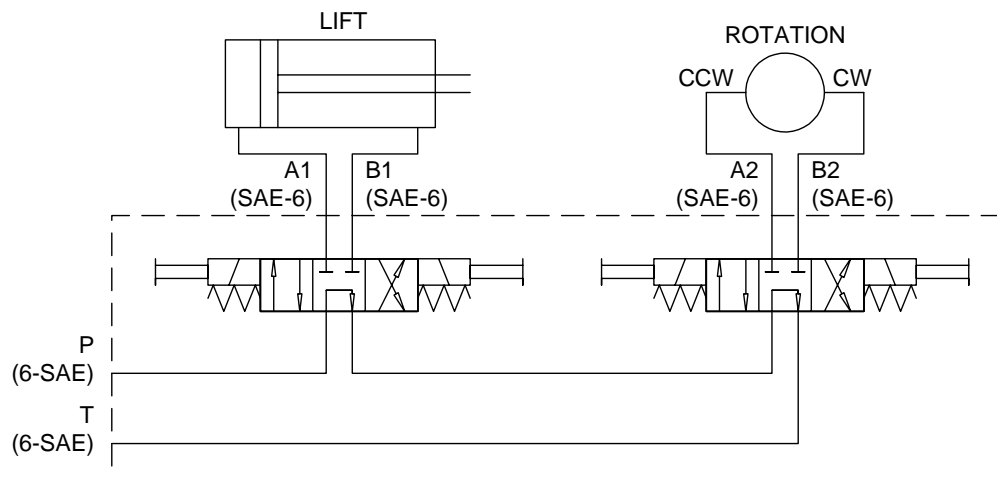 LIFT
ROTATION
CCW
CW
A1
(SAE-6)
B1
(SAE-6)
A2
(SAE-6)
B2
(SAE-6)
P
(6-SAE)
T
(6-SAE)